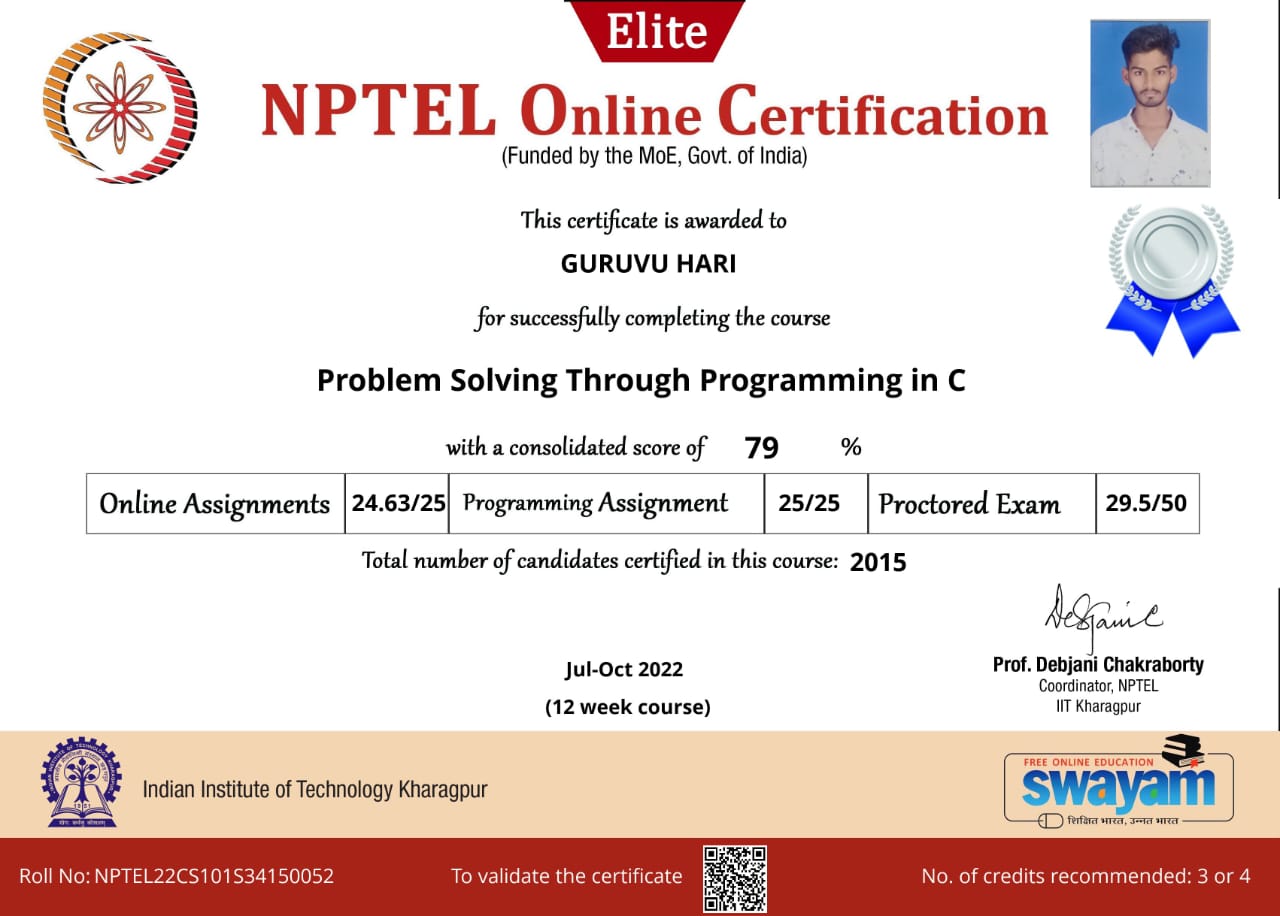 Elite
NPTEL Online Certification
(Funded by the MoE, Govt. of India)
This certificate is awarded to
GURUVU HARI
for successfully completing the course
Problem Solving Through Programming in C
with a consolidated score of 79 %
Online Assignments 24.63/25 Programming Assignment 25/25 Proctored Exam 29.5/50
Total number of candidates certified in this course: 2015
Prof. Debjani Chakraborty
Coordinator, NPTEL
IIT Kharagpur
Jul-Oct 2022
(12 week course)
Indian Institute of Technology Kharagpur
FREE ONLINE EDUCATION
swayam
शिक्षित भारत, उन्नत भारत
Roll No: NPTEL22CS101S34150052 To validate the certificate No. of credits recommended: 3 or 4